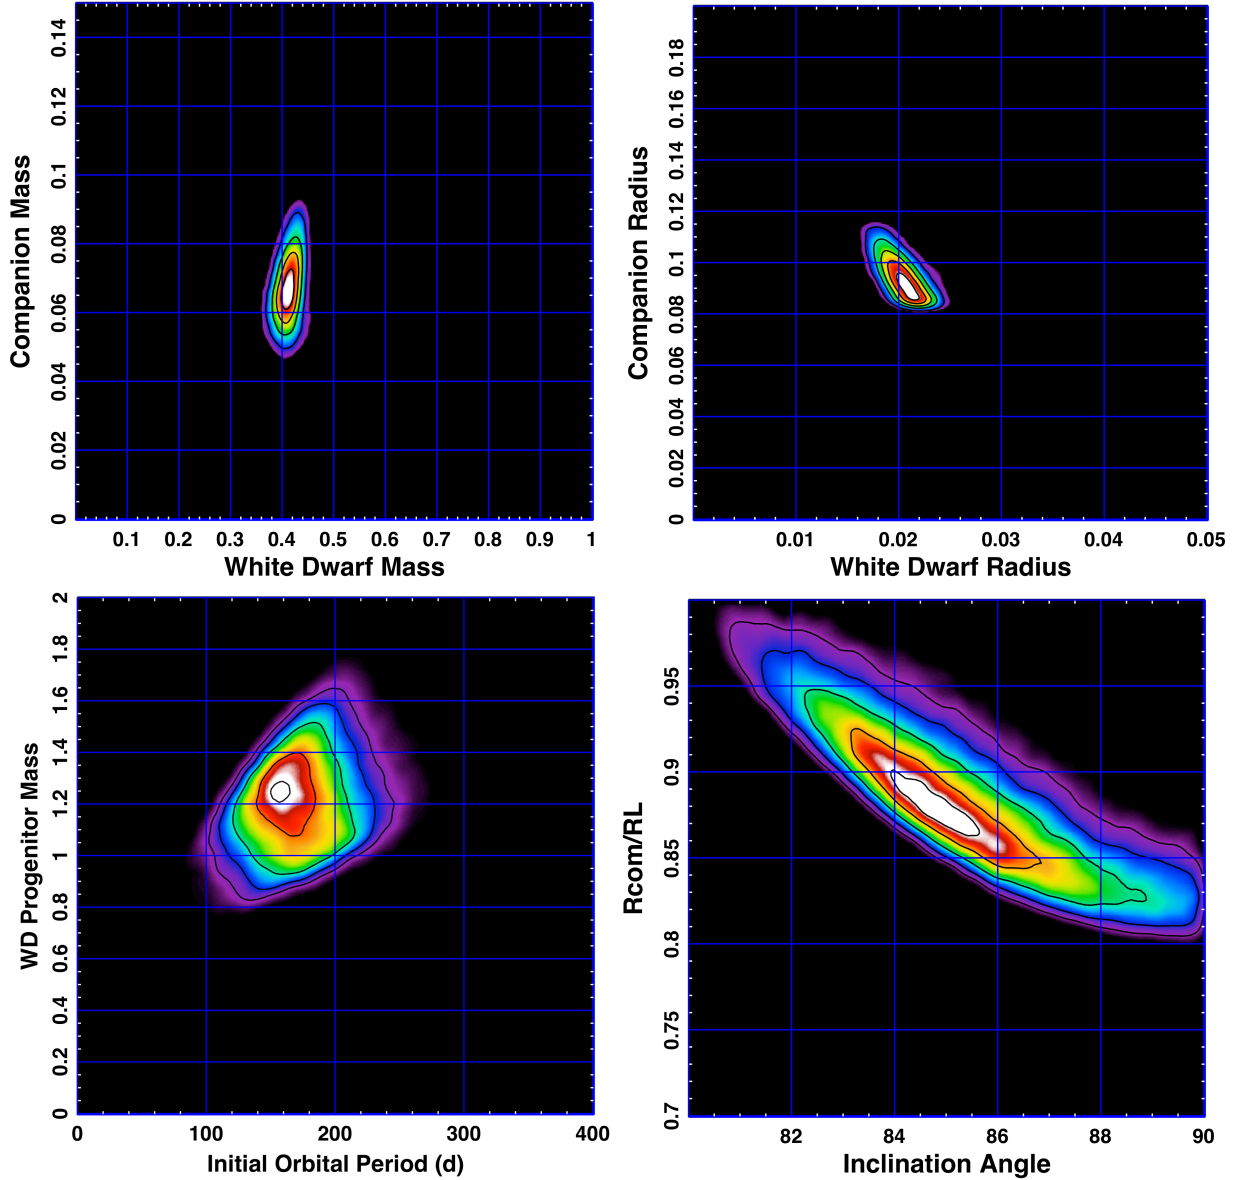 Companion Mass
0.14
0.12
0.1
0.08
0.06
0.04
0.02
0
0.1 0.2 0.3 0.4 0.5 0.6 0.7 0.8 0.9 1
White Dwarf Mass
Companion Radius
0.18
0.16
0.14
0.12
0.1
0.08
0.06
0.04
0.02
0
0.01 0.02 0.03 0.04 0.05
White Dwarf Radius
WD Progenitor Mass
2
1.8
1.6
1.4
1.2
1
0.8
0.6
0.4
0.2
0
0 100 200 300 400
Initial Orbital Period (d)
Rcom/RL
0.95
0.9
0.85
0.8
0.75
0.7
82 84 86 88 90
Inclination Angle